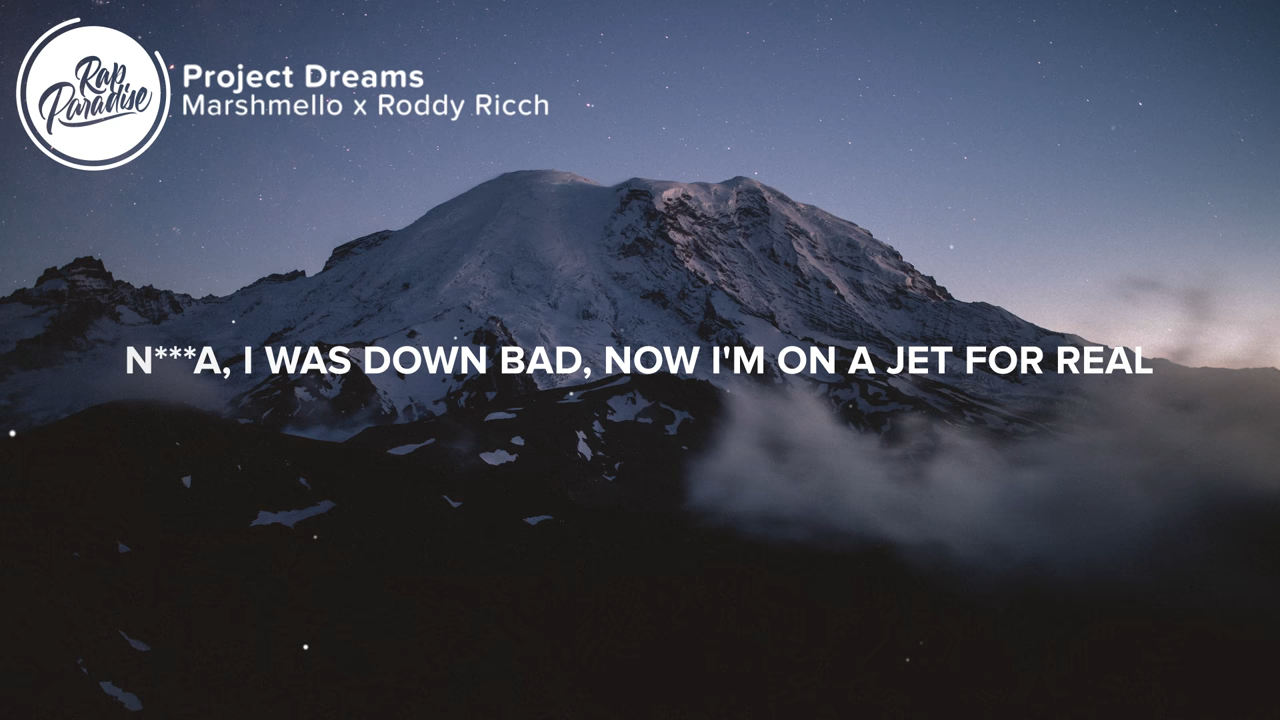 Rap
Paradise
Project Dreams
Marshmello x Roddy Ricch
N***A, I WAS DOWN BAD, NOW I'M ON A JET FOR REAL